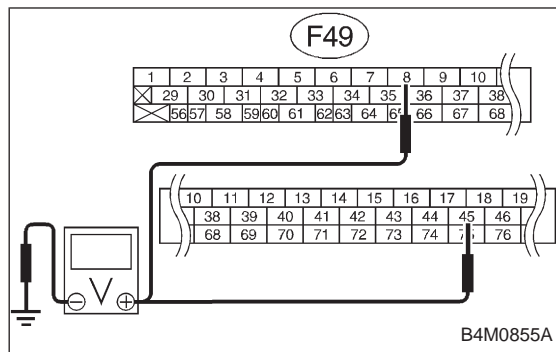 F49
1 2 3 4 5 6 7 8 9 10
29 30 31 32 33 34 35 36 37 38
56 57 58 59 60 61 62 63 64 66 67 68
10 11 12 13 14 15 16 17 18 19
38 39 40 41 42 43 44 45 46
68 69 70 71 72 73 74 76
V
− +
B4M0855A